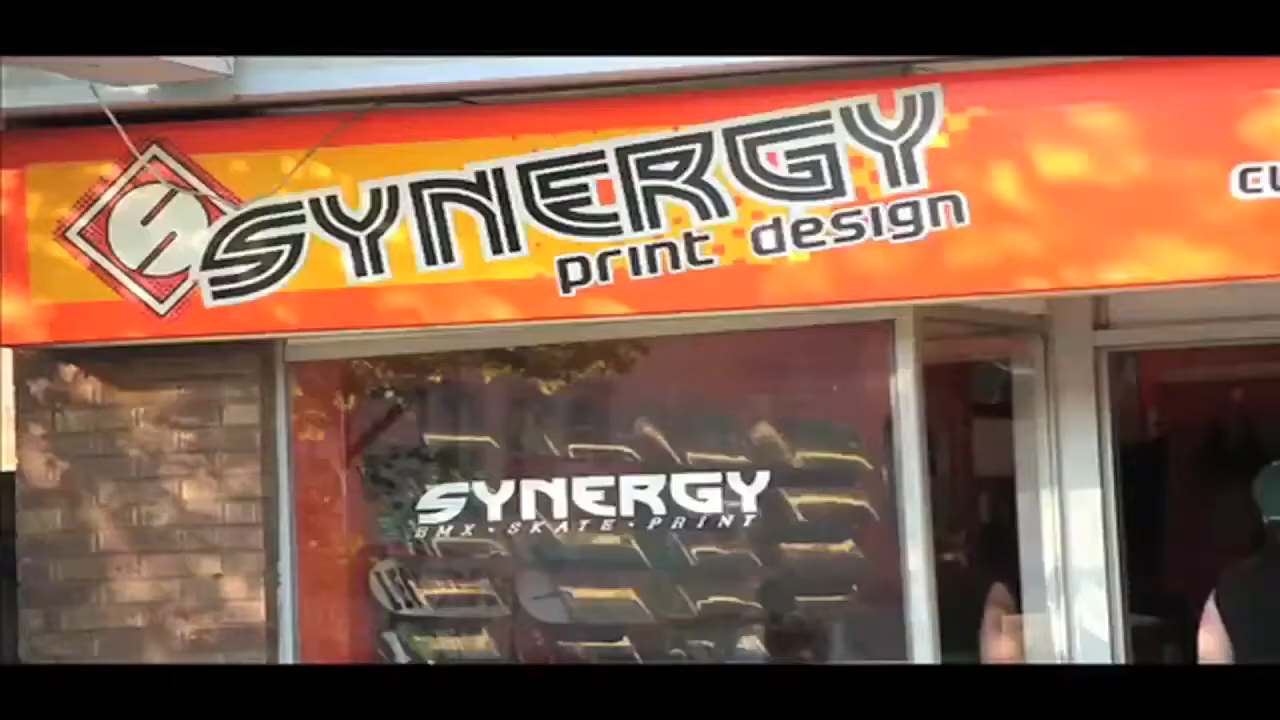 SYNERGY
print design
SYNERGY
BMX • SKATE • PRINT